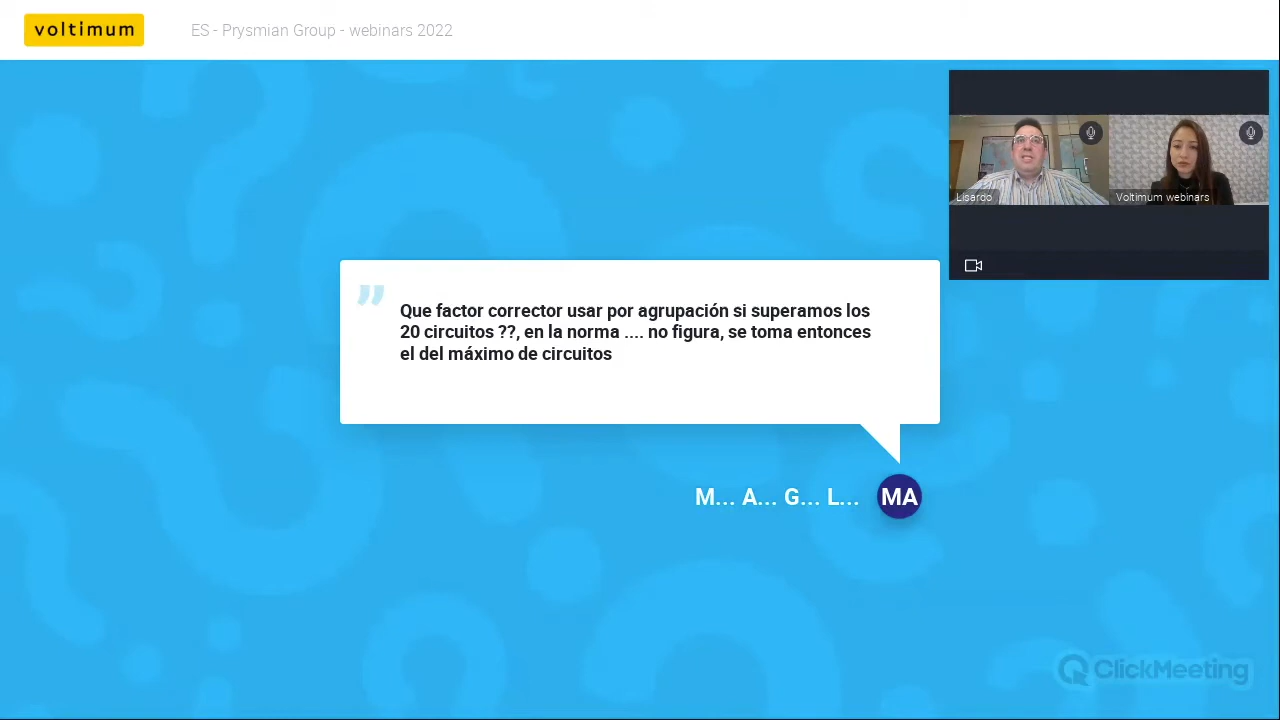 voltimum
ES - Prysmian Group - webinars 2022
Lisardo
Voltimum webinars
” Que factor corrector usar por agrupación si superamos los
20 circuitos ??, en la norma .... no figura, se toma entonces
el del máximo de circuitos
M... A... G... L...
MA
ClickMeeting